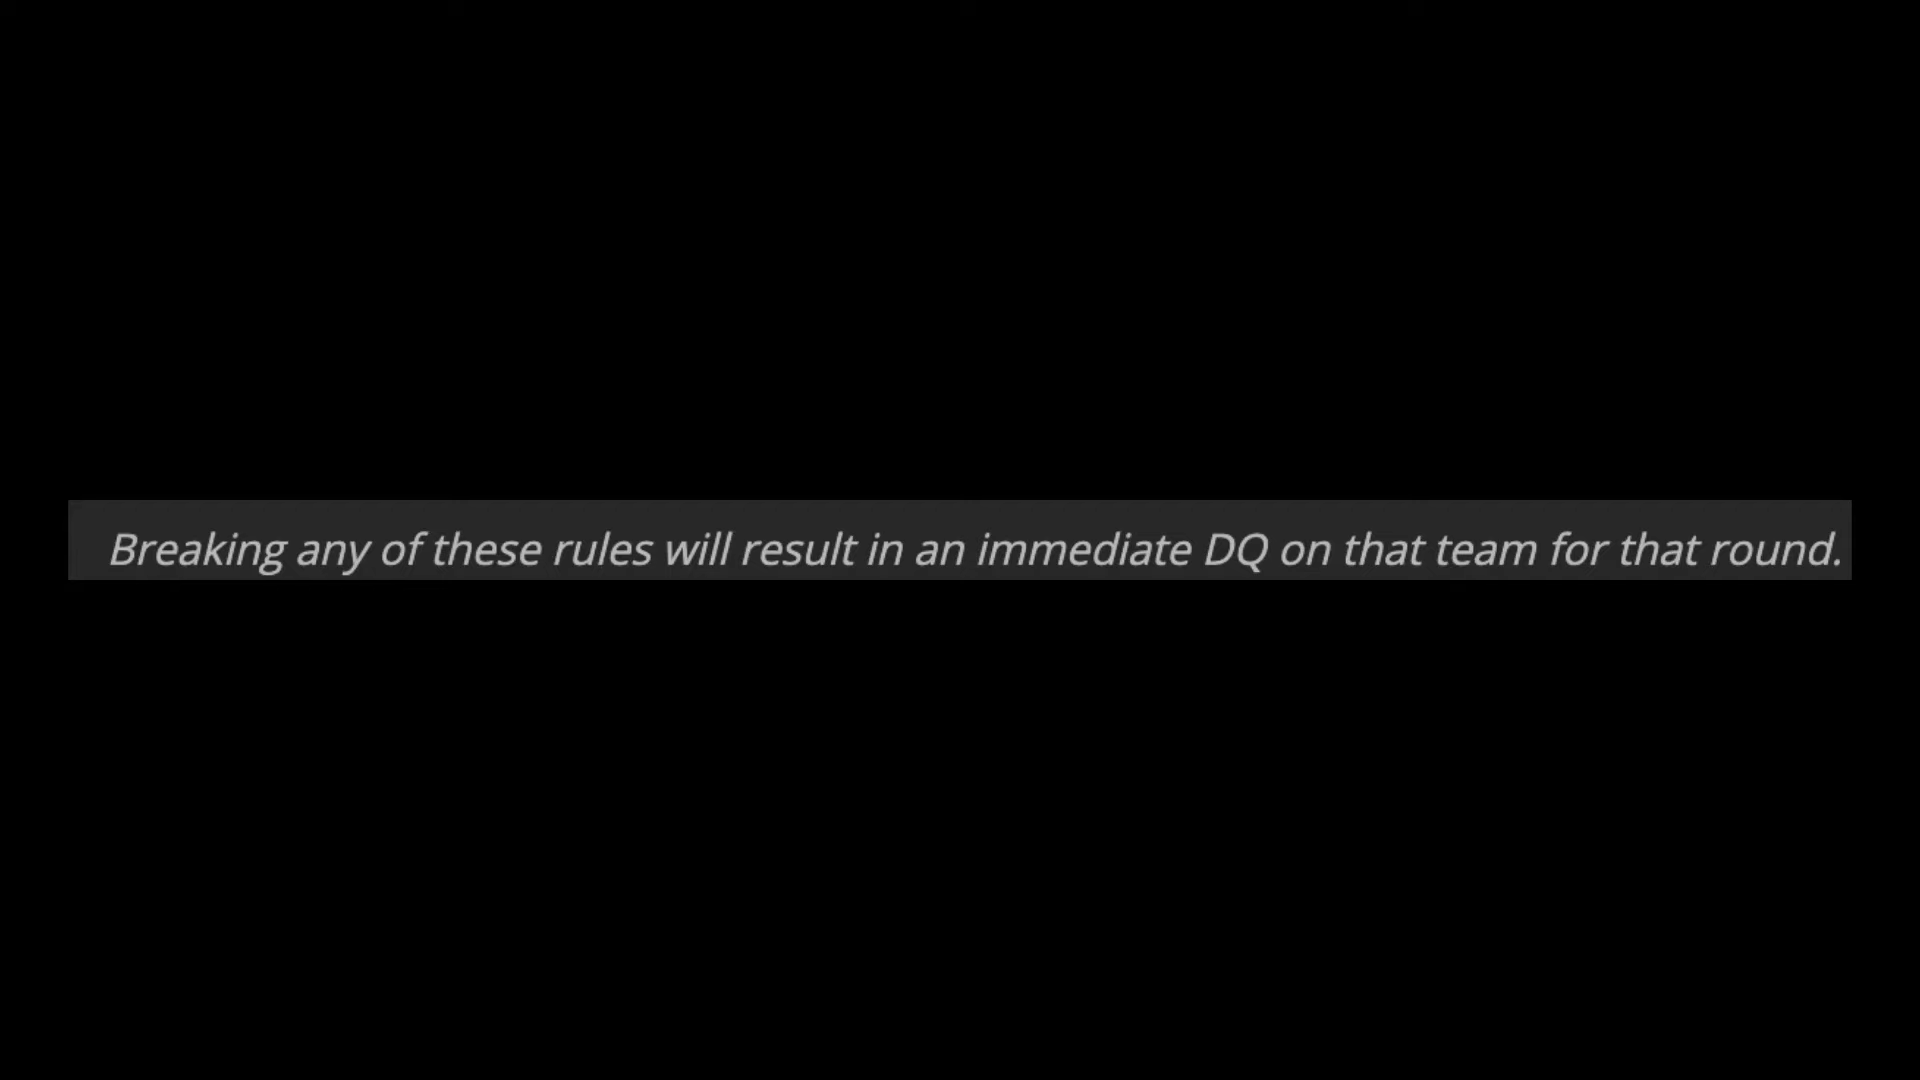 Breaking any of these rules will result in an immediate DQ on that team for that round.